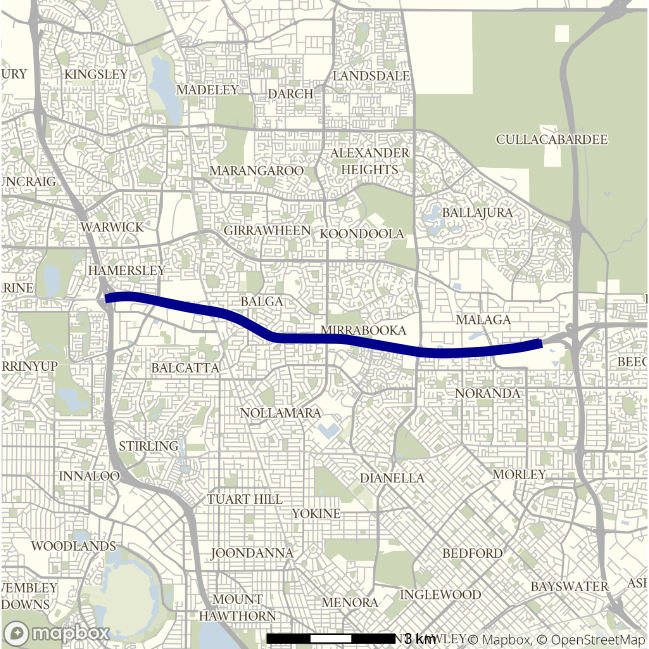 LANDSDALE
KINGSLEY
URY
MADELEY
DARCH
CULLACABARDEE
ALEXANDER
HEIGHTS
MARANGAROO
UNCRAIG
BALLAJURA
WARWICK
GIRRAWHEEN
KOONDOOLA
HAMERSLEY
RINE
BALGA
MALAGA
MIRRABOOKA
BEEC
RRINYUP
BALCATTA
NORANDA
NOLLAMARA
STIRLING
INNALOO
DIANELLA
MORLEY
TUART HILL
YOKINE
WOODLANDS
JOONDANNA
BEDFORD
WEMBLEY
DOWNS
INGLEWOOD
BAYSWATER
ASH
MOUNT
HAWTHORN
MENORA
mapbox
3 km
WLEY
© Mapbox, © OpenStreetMap